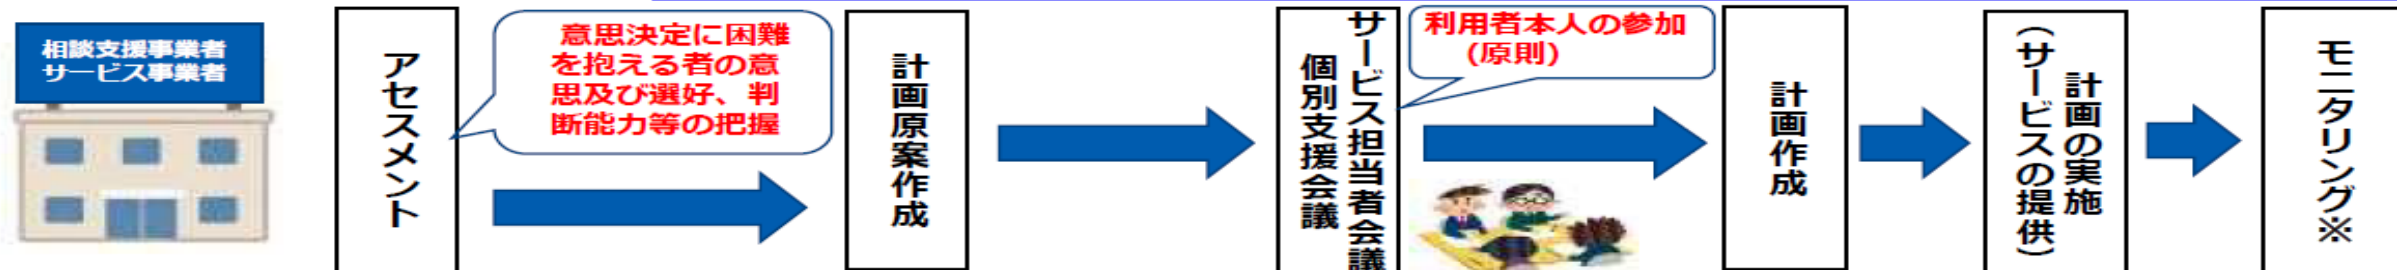 相談支援事業者
サービス事業者
アセスメント
意思決定に困難
を抱える者の意
思及び選好、判
断能力等の把握
計画原案作成
サービス担当者会議
個別支援会議
利用者本人の参加
(原則)
計画作成
計画の実施
(サービスの提供)
モニタリング※